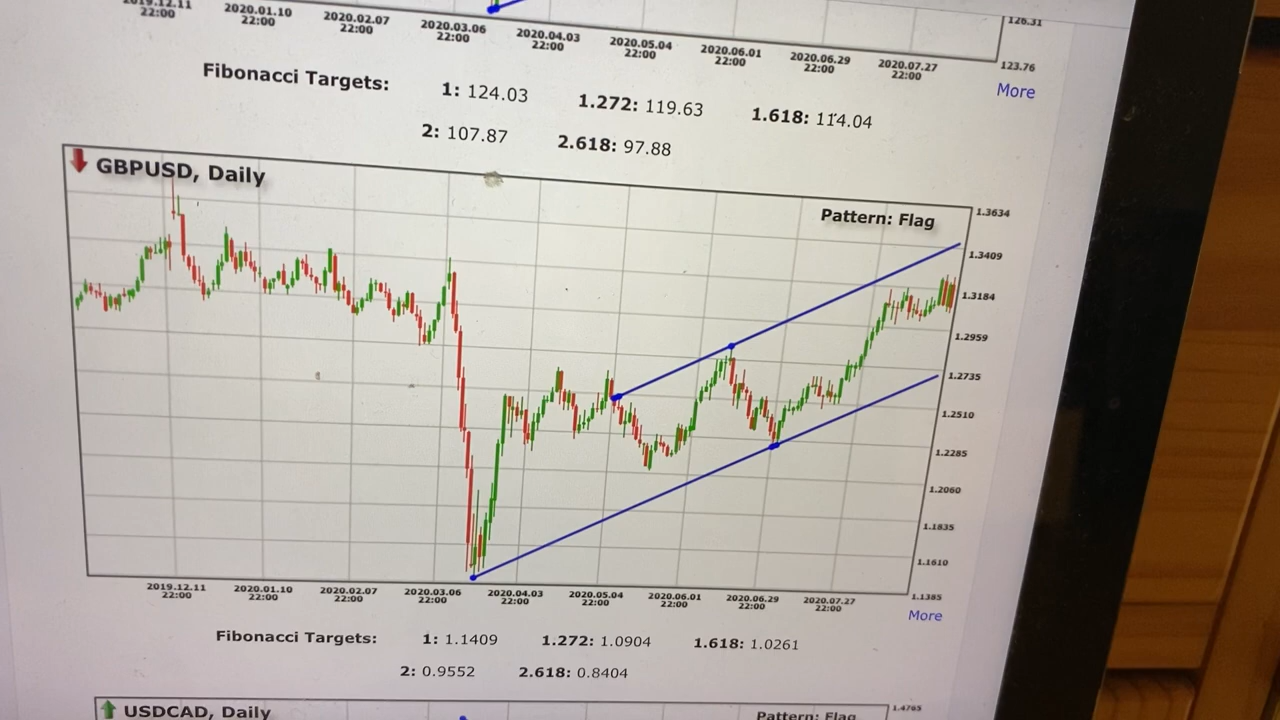 2019.12.11 2020.01.10 2020.02.07 2020.03.06 2020.04.03 2020.05.04 2020.06.01 2020.06.29 2020.07.27
22:00 22:00 22:00 22:00 22:00 22:00 22:00 22:00 22:00
126.31
123.76
More
Fibonacci Targets: 1: 124.03 1.272: 119.63 1.618: 114.04
2: 107.87 2.618: 97.88
GBPUSD, Daily
Pattern: Flag
1.3634
1.3409
1.3184
1.2959
1.2735
1.2510
1.2285
1.2060
1.1835
1.1610
1.1385
2019.12.11 2020.01.10 2020.02.07 2020.03.06 2020.04.03 2020.05.04 2020.06.01 2020.06.29 2020.07.27
22:00 22:00 22:00 22:00 22:00 22:00 22:00 22:00 22:00
More
Fibonacci Targets: 1: 1.1409 1.272: 1.0904 1.618: 1.0261
2: 0.9552 2.618: 0.8404
USDCAD, Daily
Pattern: Flag
1.4765